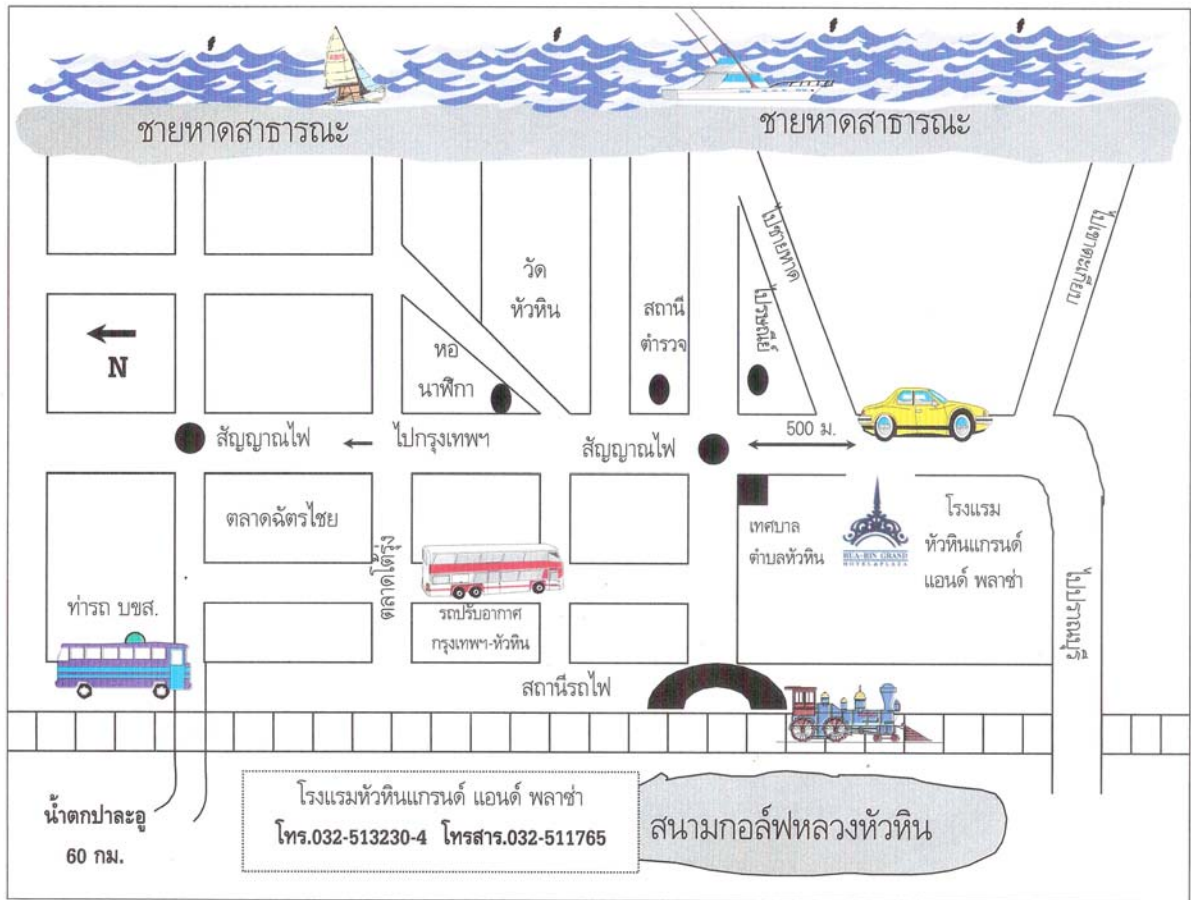 ชายหาดสาธารณะ
ชายหาดสาธารณะ
ไปชายหาด
ไปเขาตะเกียบ
วัด
หัวหิน
สถานี
ตำรวจ
ไปรษณีย์
N
หอ
นาฬิกา
สัญญาณไฟ
ไปกรุงเทพฯ
สัญญาณไฟ
500 ม.
ตลาดฉัตรไชย
ตลาดโต้รุ่ง
เทศบาล
ตำบลหัวหิน
HUA-HIN GRAND
HOTEL & PLAZA
โรงแรม
หัวหินแกรนด์
แอนด์ พลาซ่า
ท่ารถ บขส.
รถปรับอากาศ
กรุงเทพฯ-หัวหิน
ไปปราณบุรี
สถานีรถไฟ
น้ำตกป่าละอู
60 กม.
โรงแรมหัวหินแกรนด์ แอนด์ พลาซ่า
โทร.032-513230-4 โทรสาร.032-511765
สนามกอล์ฟหลวงหัวหิน